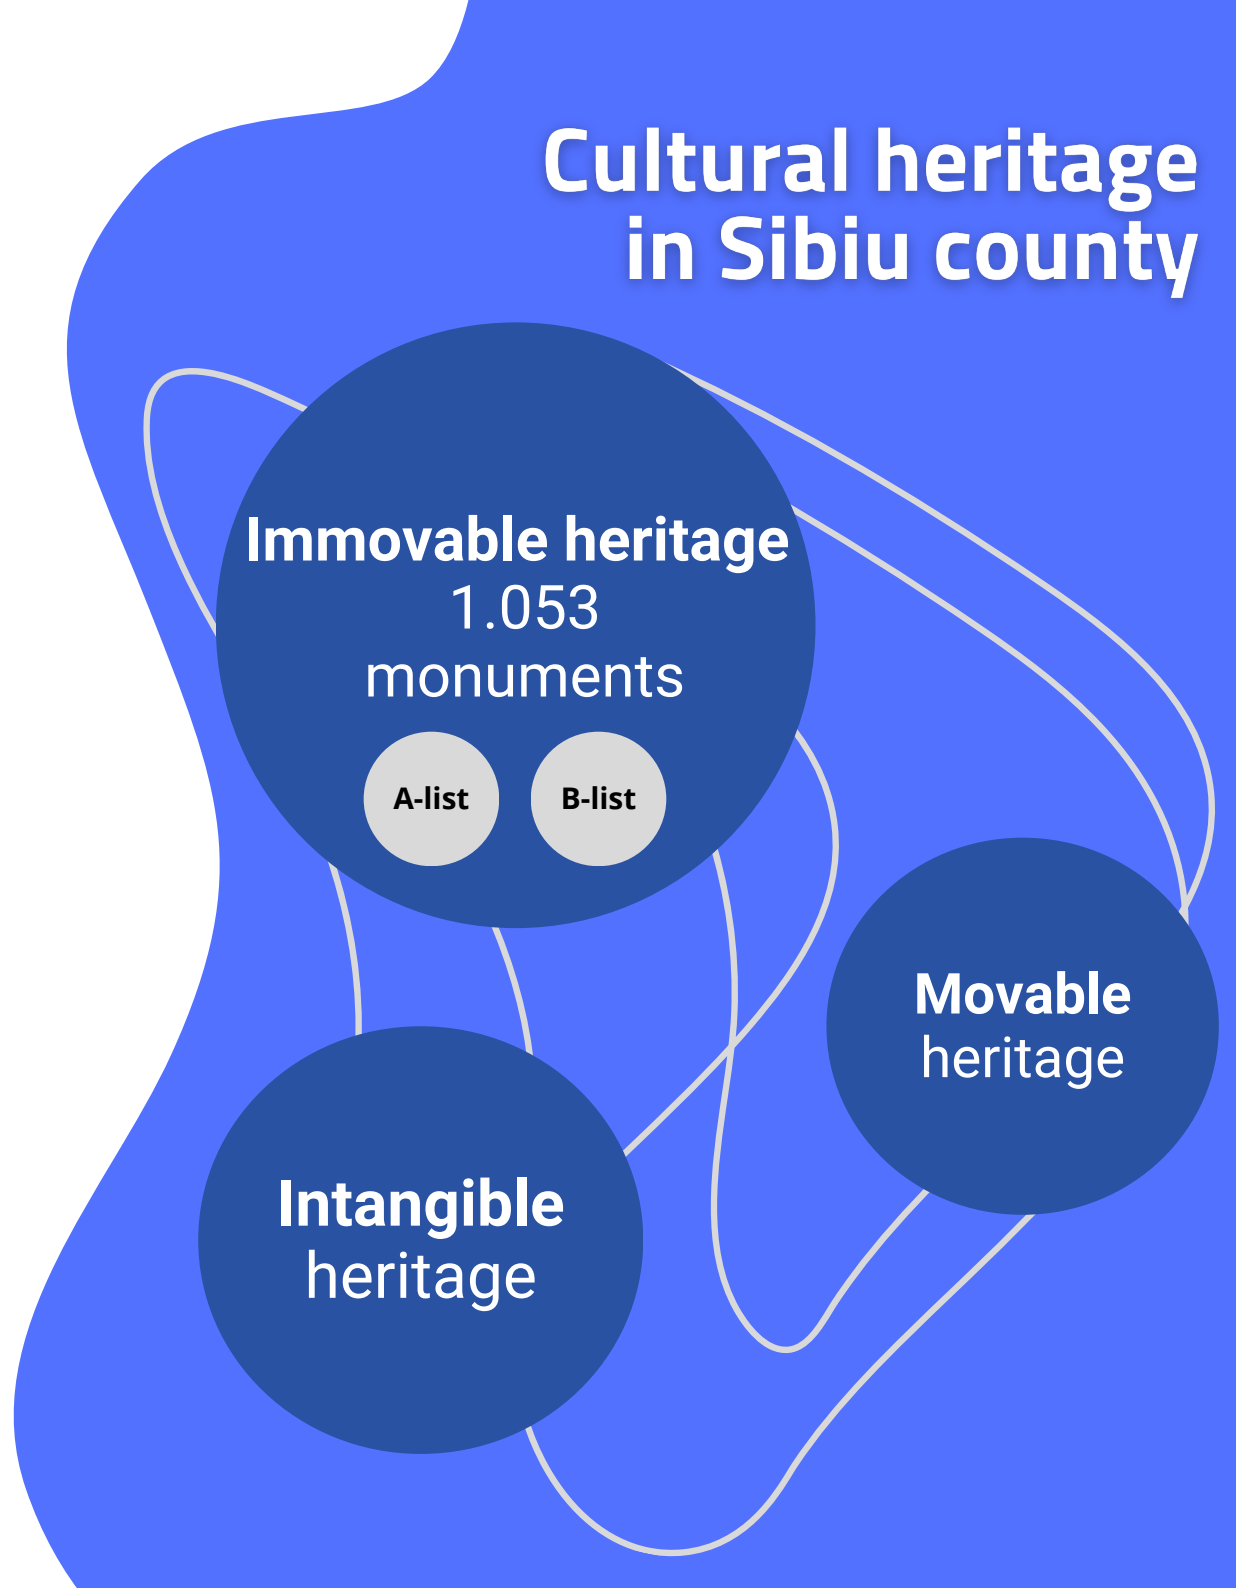 Cultural heritage
in Sibiu county
Immovable heritage
1.053
monuments
A-list
B-list
Movable
heritage
Intangible
heritage